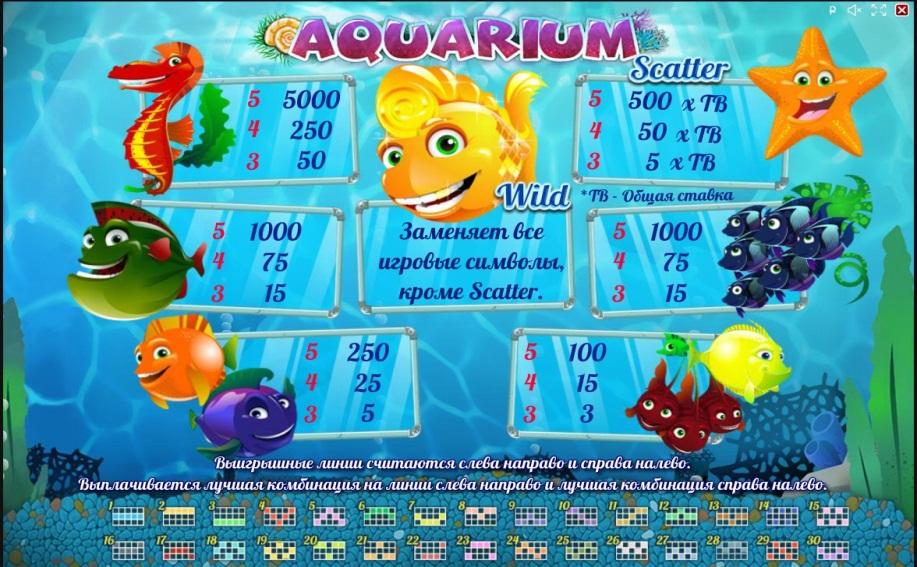 AQUARIUM
5 5000
4 250
3 50
Scatter
5 500 x ТВ
4 50 x ТВ
3 5 x ТВ
Wild
*ТВ - Общая ставка
5 1000
4 75
3 15
Заменяет все
игровые символы,
кроме Scatter.
5 1000
4 75
3 15
5 250
4 25
3 5
5 100
4 15
3 3
Выигрышные линии считаются слева направо и справа налево.
Выплачивается лучшая комбинация на линии слева направо и лучшая комбинация справа налево.
1 2 3 4 5 6 7 8 9 10 11 12 13 14 15
16 17 18 19 20 21 22 23 24 25 26 27 28 29 30